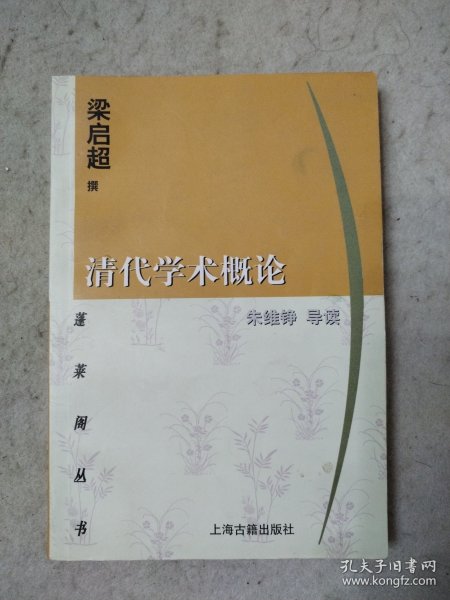 梁启超
撰
清代学术概论
朱维铮 导读
蓬莱阁丛书
上海古籍出版社
孔夫子旧书网
www.kongfz.com